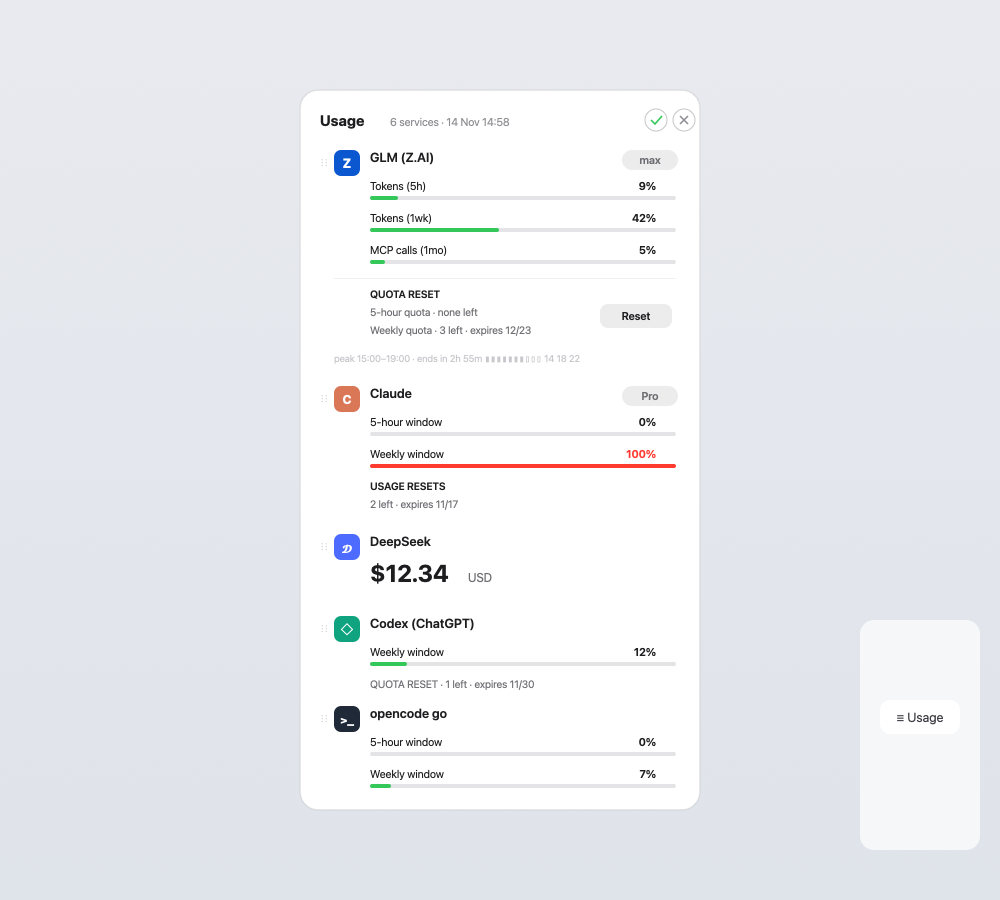 Usage 6 services · 14 Nov 14:58
Z GLM (Z.AI) max
Tokens (5h) 9%
Tokens (1wk) 42%
MCP calls (1mo) 5%
QUOTA RESET
5-hour quota · none left
Weekly quota · 3 left · expires 12/23
Reset
peak 15:00–19:00 · ends in 2h 55m ▮▮▮▮▮▮▮▯▯▯ 14 18 22
C Claude Pro
5-hour window 0%
Weekly window 100%
USAGE RESETS
2 left · expires 11/17
D DeepSeek
$12.34 USD
Codex (ChatGPT)
Weekly window 12%
QUOTA RESET · 1 left · expires 11/30
>_ opencode go
5-hour window 0%
Weekly window 7%
≡ Usage